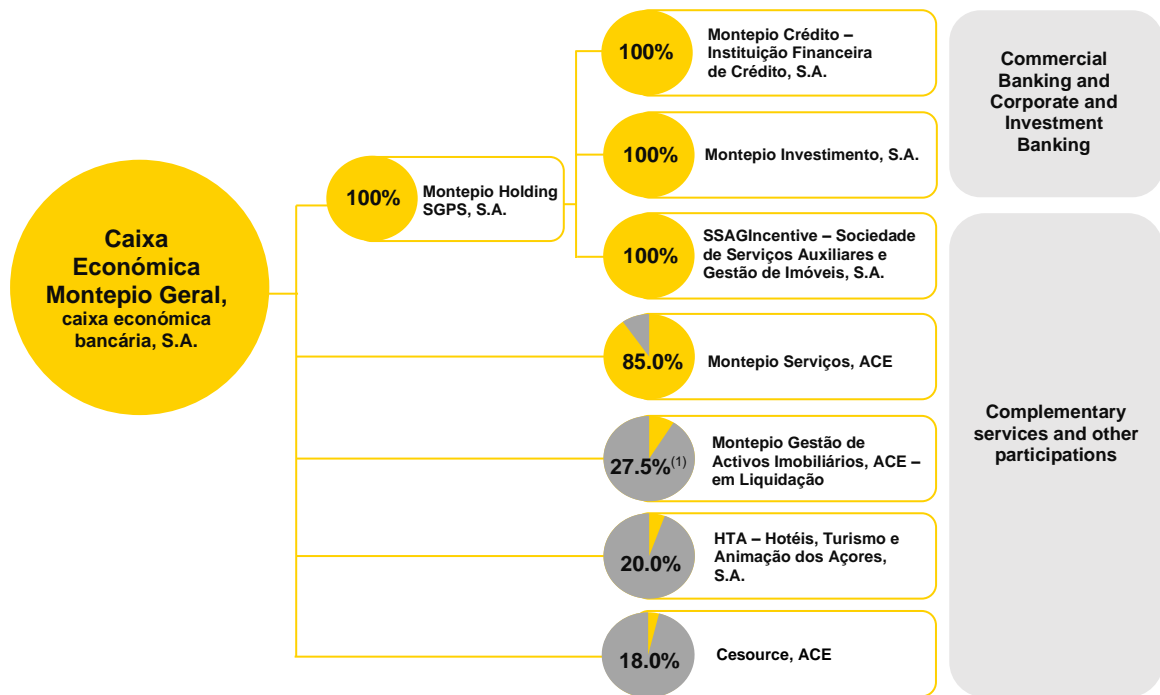 Caixa
Económica
Montepio Geral,
caixa económica
bancária, S.A.
100%
Montepio Holding
SGPS, S.A.
100%
Montepio Crédito –
Instituição Financeira
de Crédito, S.A.
100%
Montepio Investimento, S.A.
100%
SSAGIncentive – Sociedade
de Serviços Auxiliares e
Gestão de Imóveis, S.A.
85.0%
Montepio Serviços, ACE
27.5%(1)
Montepio Gestão de
Activos Imobiliários, ACE –
em Liquidação
20.0%
HTA – Hotéis, Turismo e
Animação dos Açores,
S.A.
18.0%
Cesource, ACE
Commercial
Banking and
Corporate and
Investment
Banking
Complementary
services and other
participations